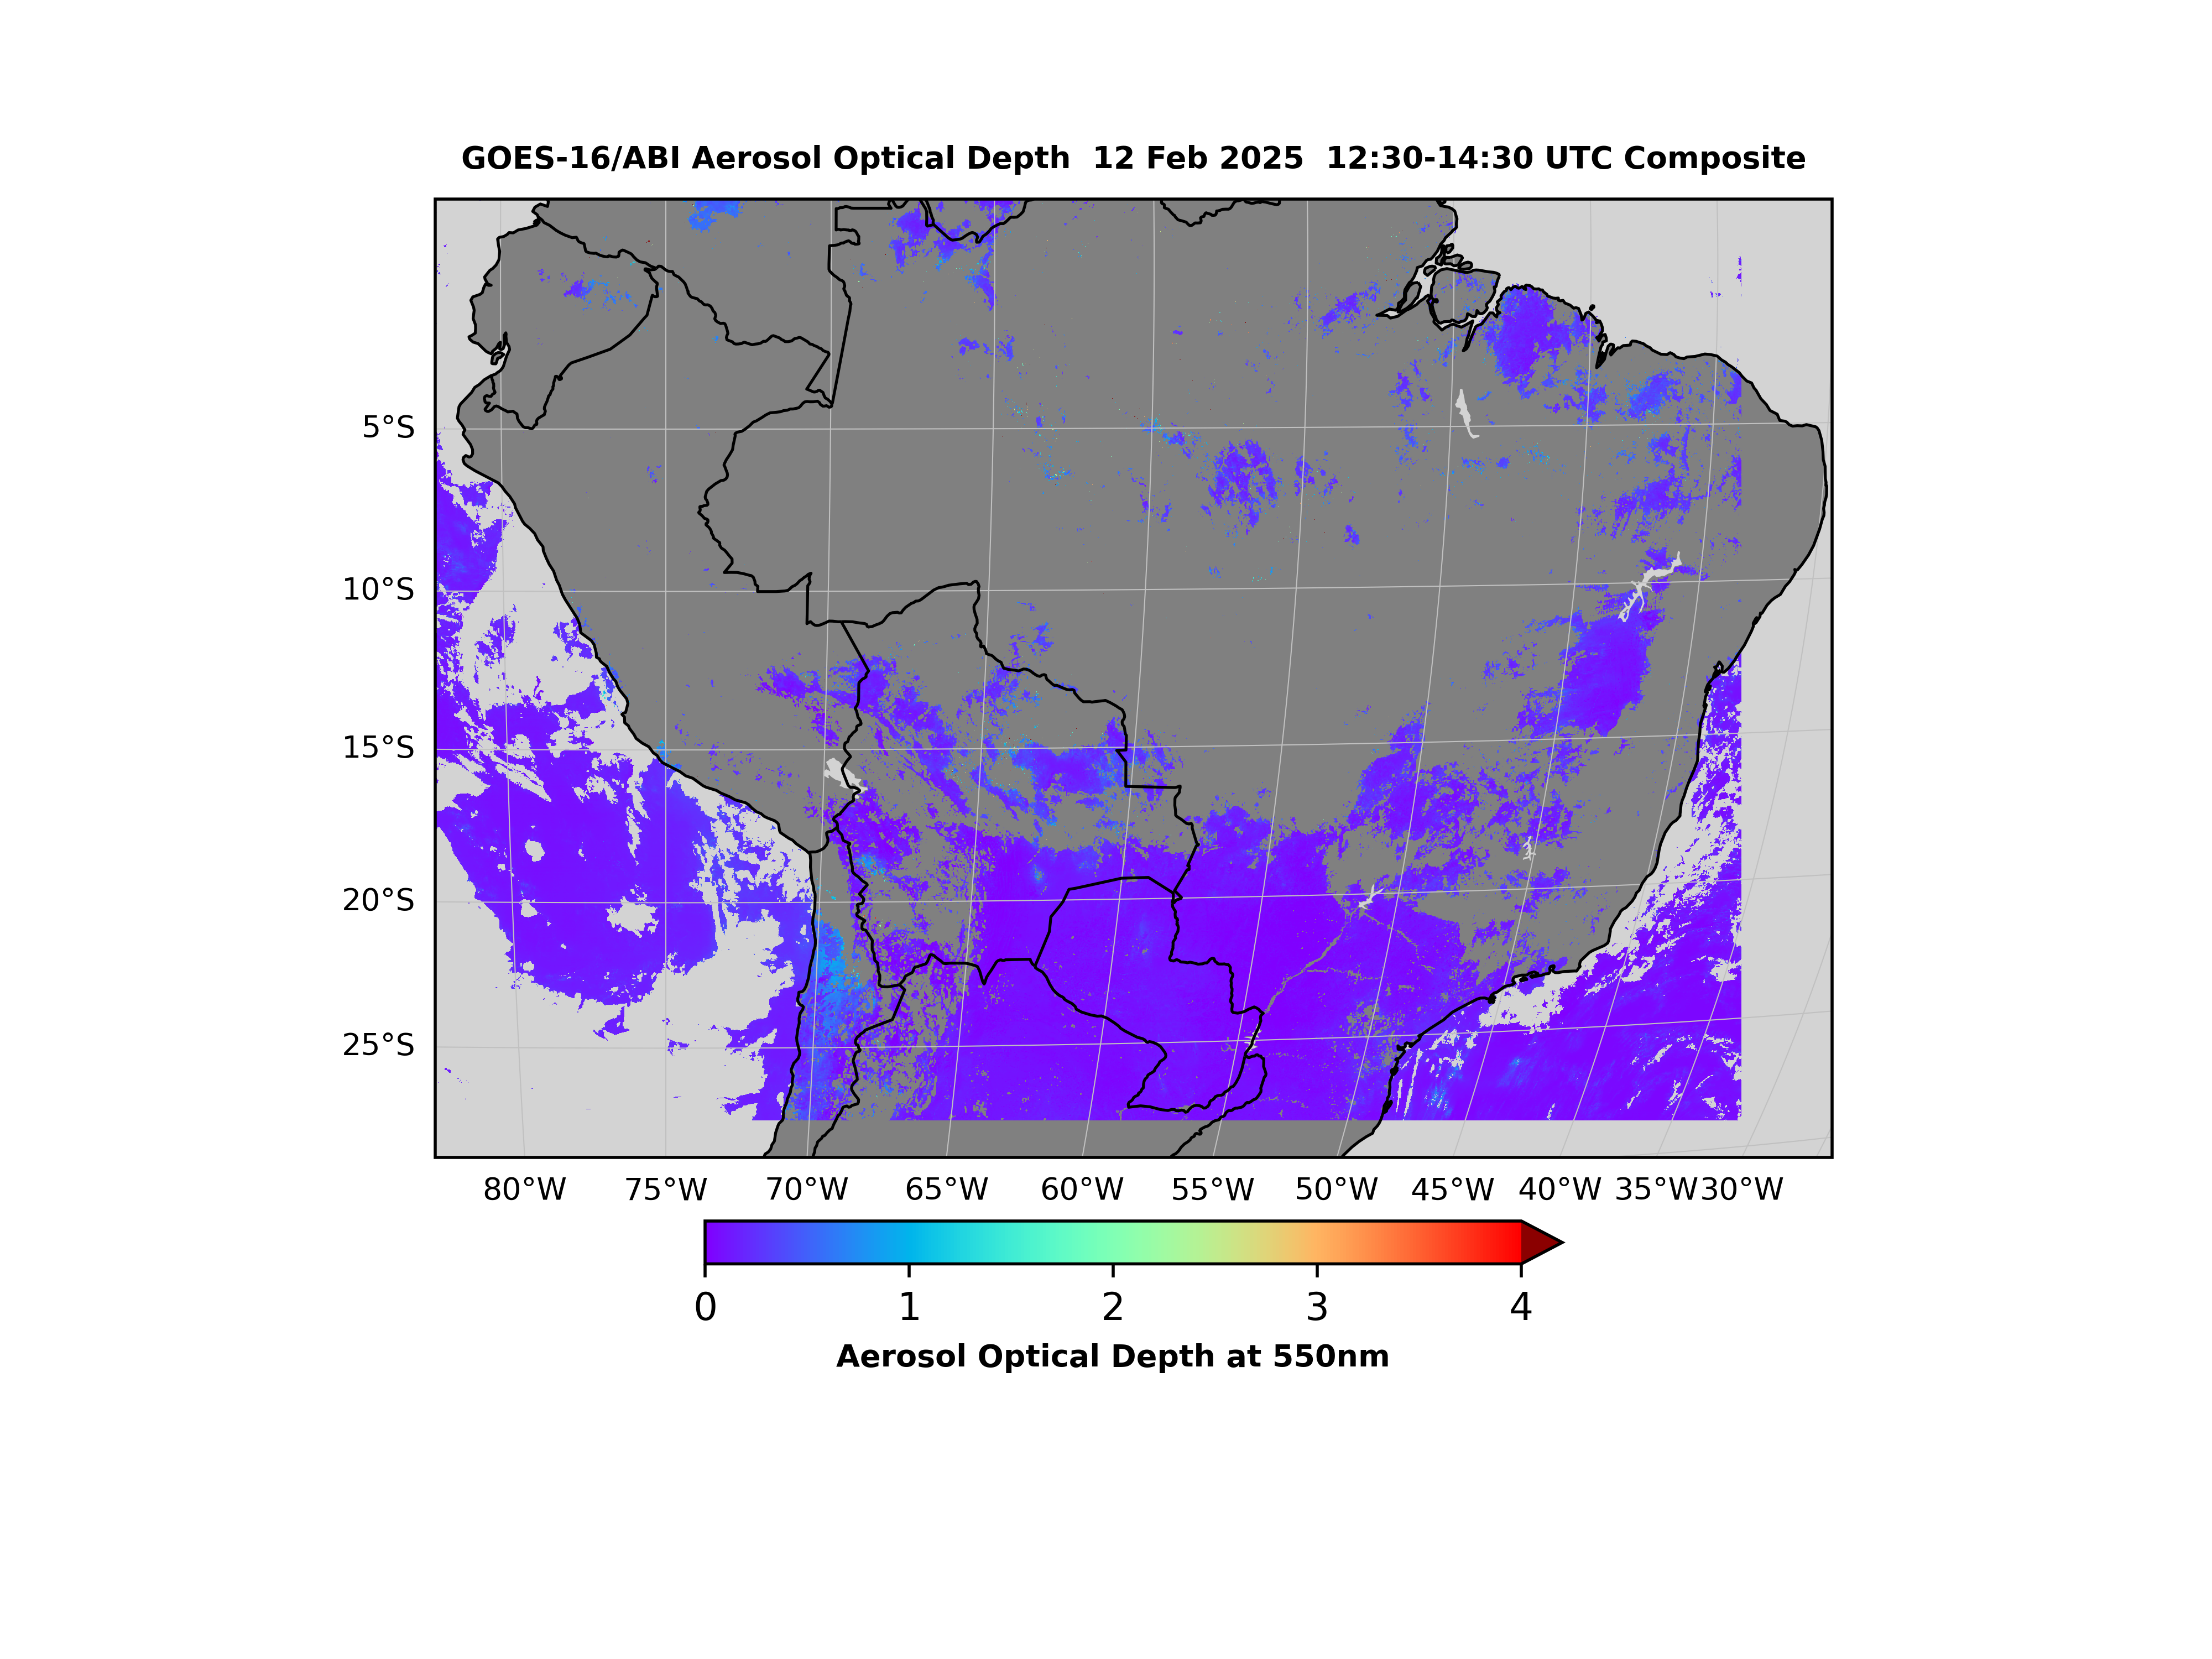 GOES-16/ABI Aerosol Optical Depth  12 Feb 2025  12:30-14:30 UTC Composite
5°S
10°S
15°S
20°S
25°S
80°W 75°W 70°W 65°W 60°W 55°W 50°W 45°W 40°W 35°W 30°W
0 1 2 3 4
Aerosol Optical Depth at 550nm